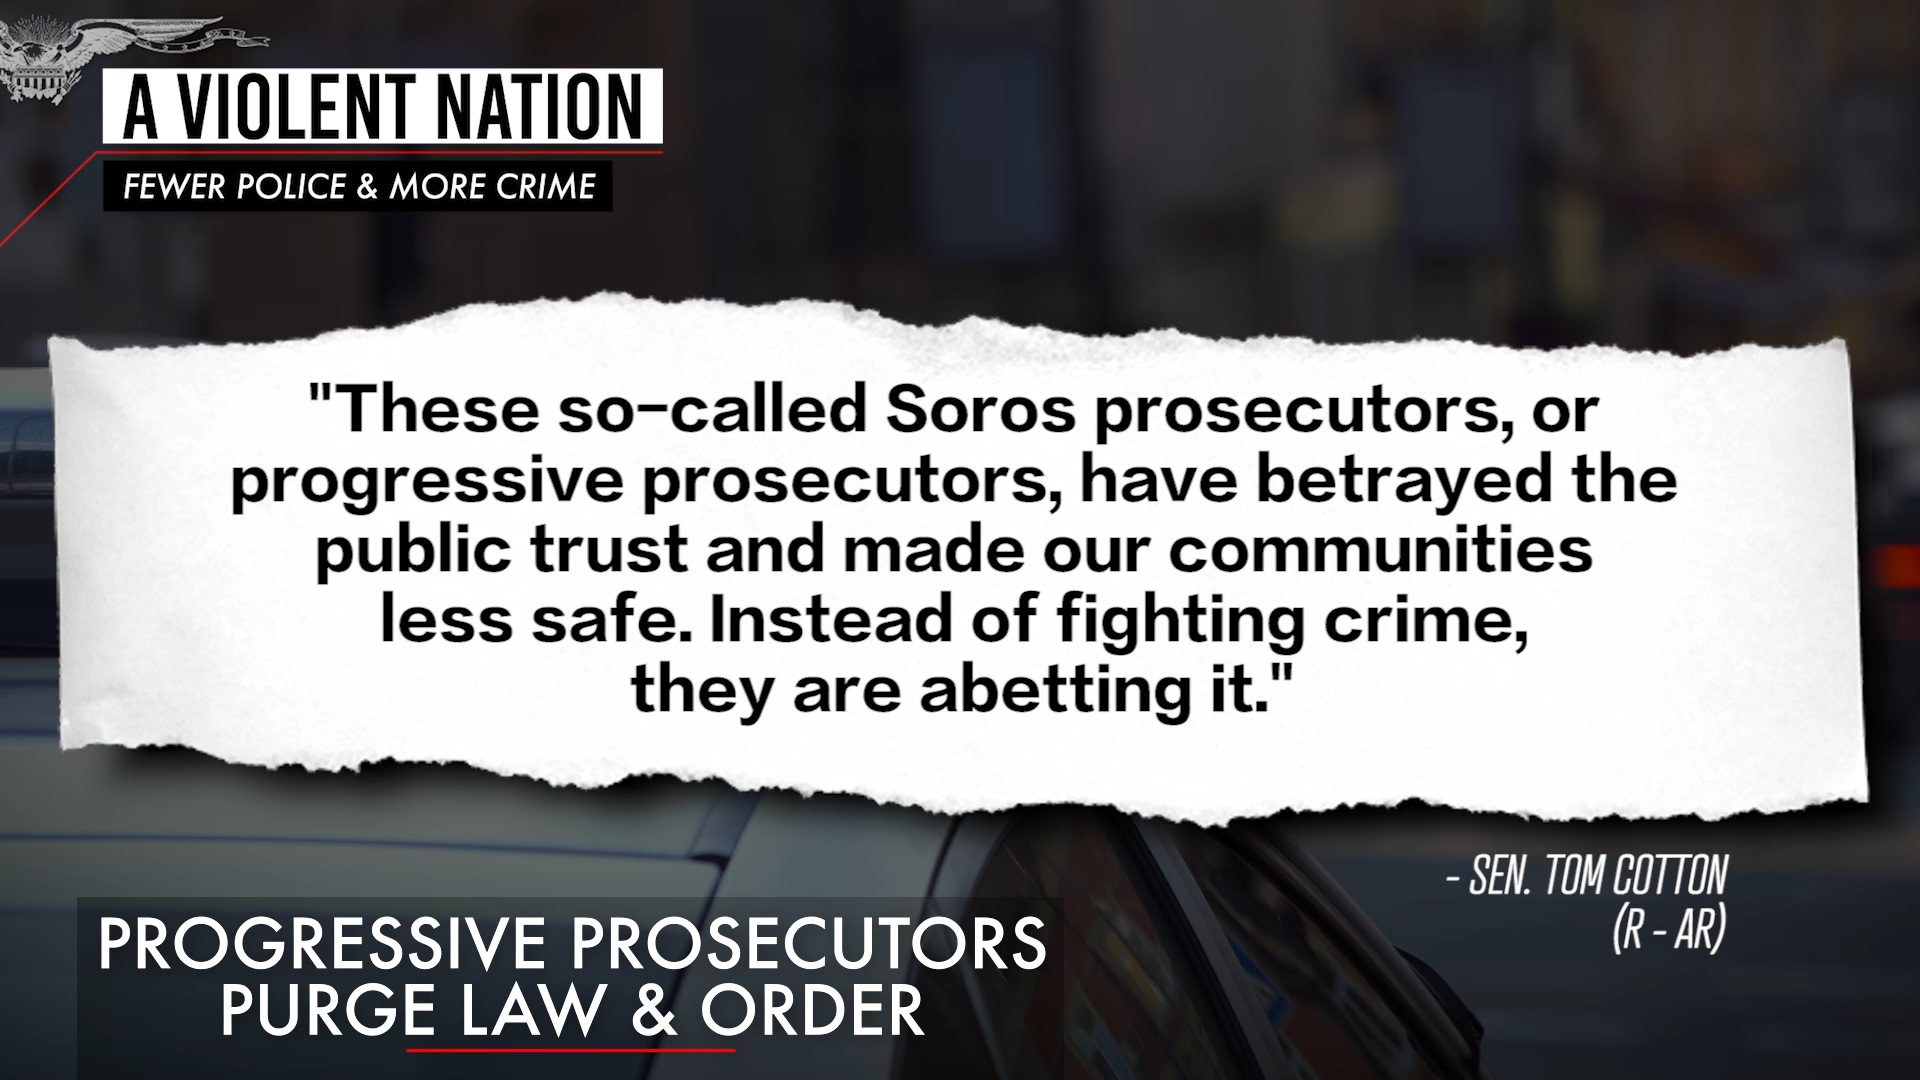 A VIOLENT NATION
FEWER POLICE & MORE CRIME
"These so-called Soros prosecutors, or
progressive prosecutors, have betrayed the
public trust and made our communities
less safe. Instead of fighting crime,
they are abetting it."
- SEN. TOM COTTON
(R - AR)
PROGRESSIVE PROSECUTORS
PURGE LAW & ORDER